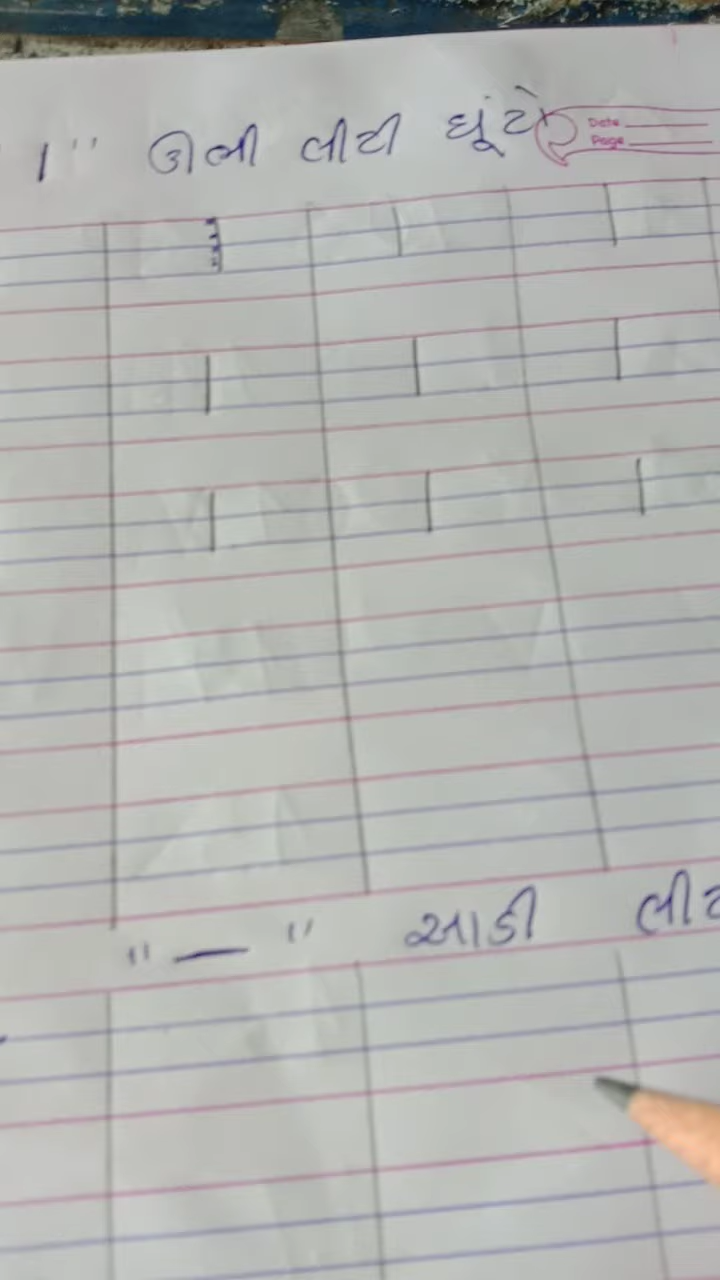 " | " ઊભી લીટી ઘૂંટો
Date
Page
" — " આડી